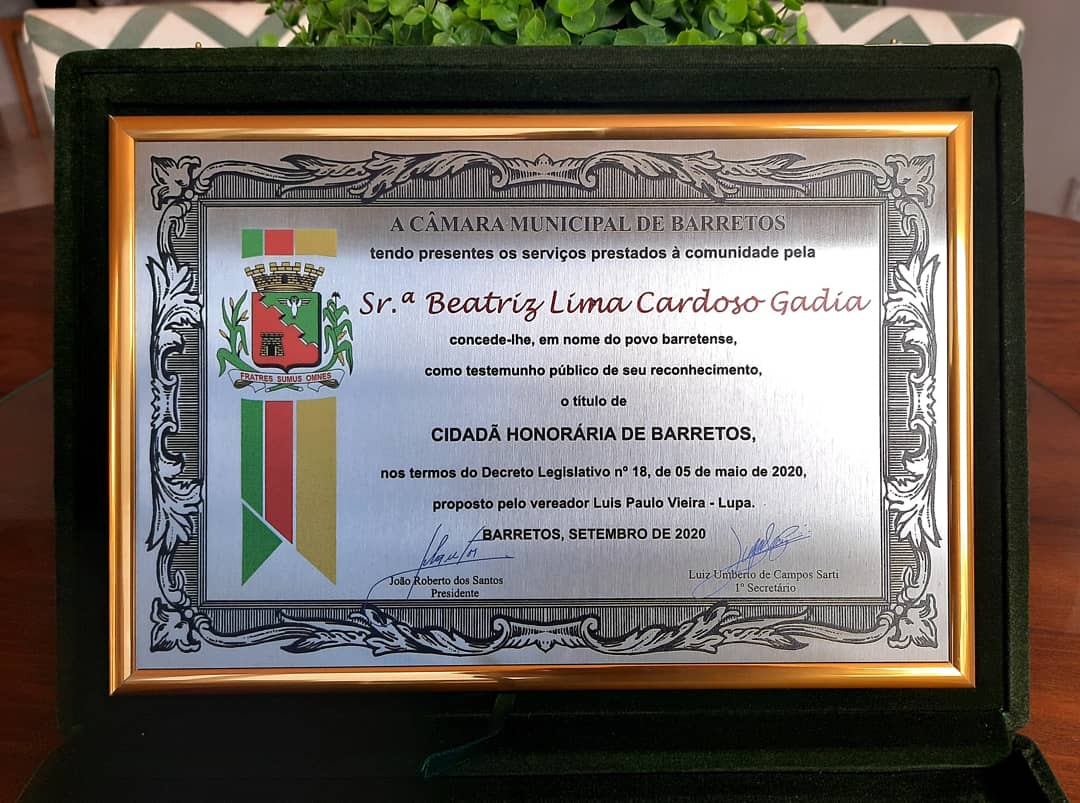 A CÂMARA MUNICIPAL DE BARRETOS
tendo presentes os serviços prestados à comunidade pela
Sr.ª Beatriz Lima Cardoso Gadia
concede-lhe, em nome do povo barretense,
como testemunho público de seu reconhecimento,
o título de
CIDADÃ HONORÁRIA DE BARRETOS,
nos termos do Decreto Legislativo nº 18, de 05 de maio de 2020,
proposto pelo vereador Luis Paulo Vieira - Lupa.
BARRETOS, SETEMBRO DE 2020
João Roberto dos Santos
Presidente
Luiz Umberto de Campos Sarti
1º Secretário
FRATRES SUMUS OMNES